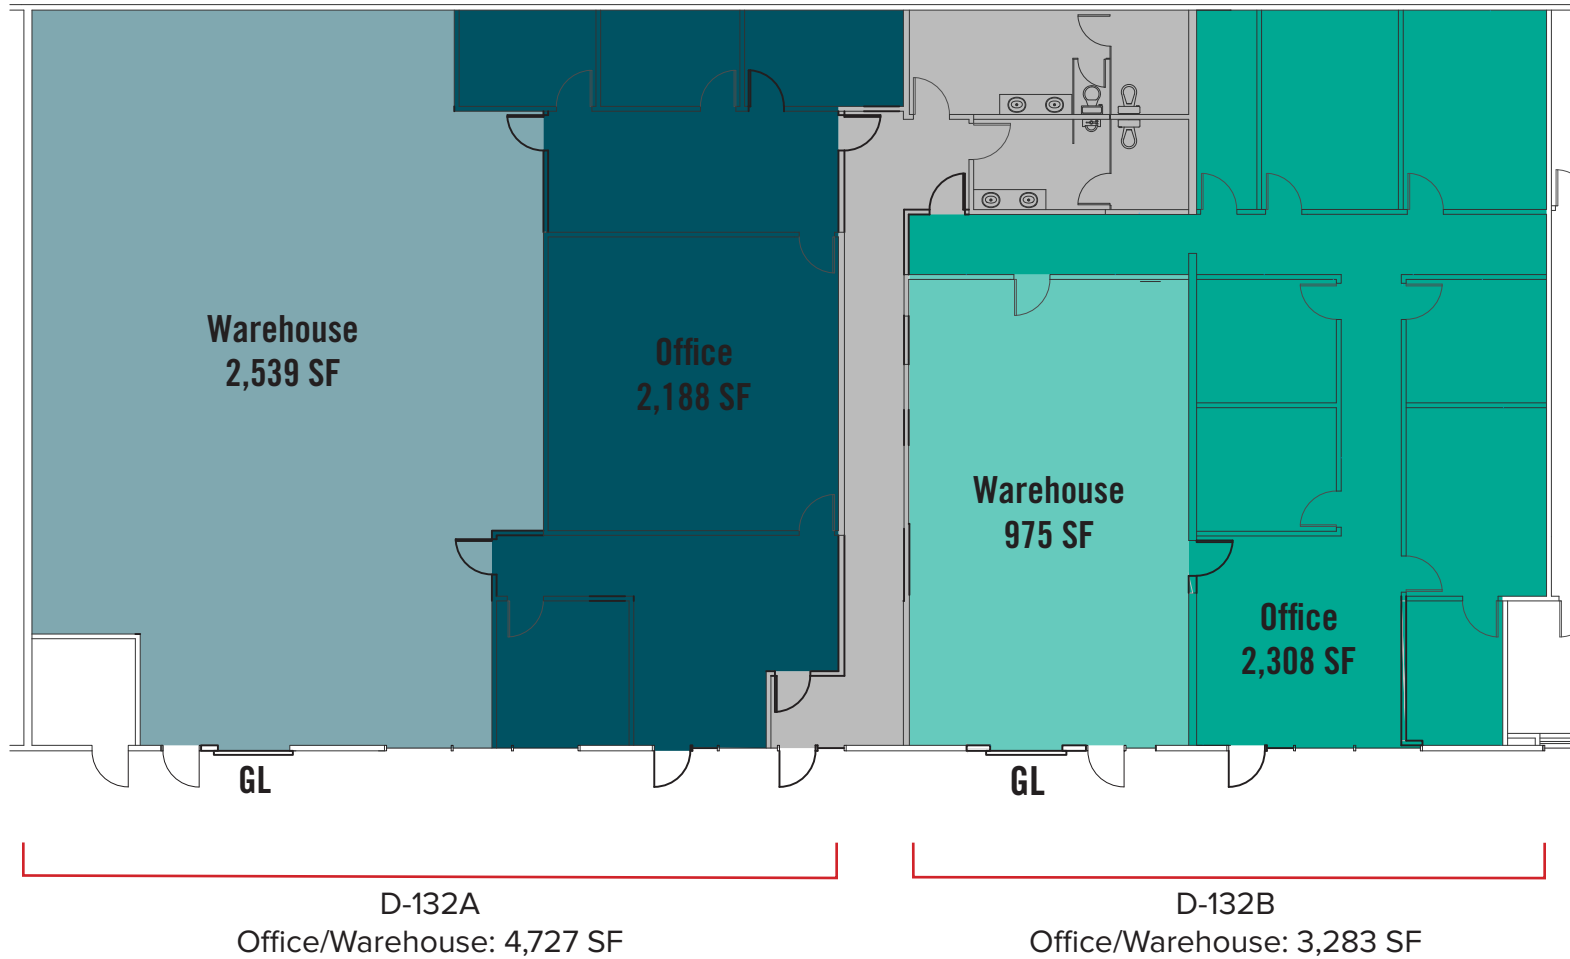 Warehouse
2,539 SF
Office
2,188 SF
Warehouse
975 SF
Office
2,308 SF
GL
GL
D-132A
Office/Warehouse: 4,727 SF
D-132B
Office/Warehouse: 3,283 SF